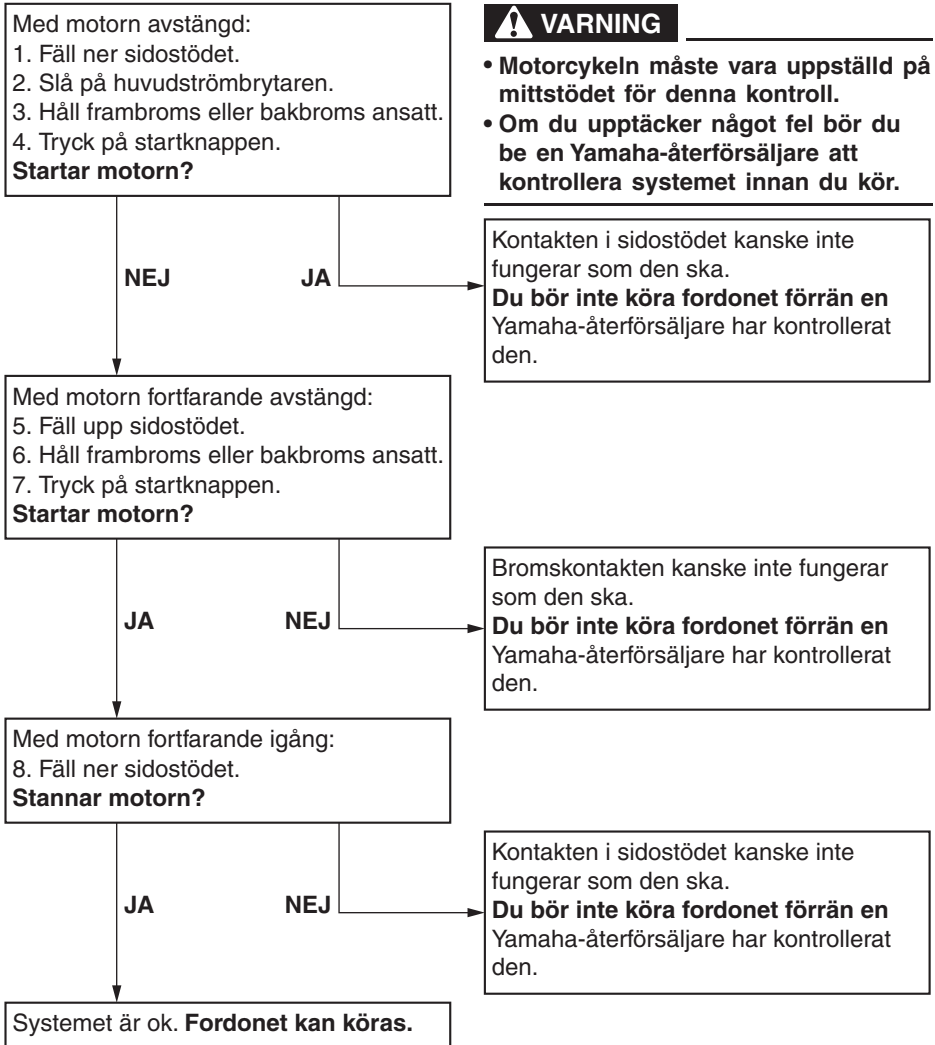 Med motorn avstängd:
1. Fäll ner sidostödet.
2. Slå på huvudströmbrytaren.
3. Håll frambroms eller bakbroms ansatt.
4. Tryck på startknappen.
Startar motorn?
VARNING
• Motorcykeln måste vara uppställd på
mittstödet för denna kontroll.
• Om du upptäcker något fel bör du
be en Yamaha-återförsäljare att
kontrollera systemet innan du kör.
NEJ
JA
Kontakten i sidostödet kanske inte
fungerar som den ska.
Du bör inte köra fordonet förrän en
Yamaha-återförsäljare har kontrollerat
den.
Med motorn fortfarande avstängd:
5. Fäll upp sidostödet.
6. Håll frambroms eller bakbroms ansatt.
7. Tryck på startknappen.
Startar motorn?
JA
NEJ
Bromskontakten kanske inte fungerar
som den ska.
Du bör inte köra fordonet förrän en
Yamaha-återförsäljare har kontrollerat
den.
Med motorn fortfarande igång:
8. Fäll ner sidostödet.
Stannar motorn?
JA
NEJ
Kontakten i sidostödet kanske inte
fungerar som den ska.
Du bör inte köra fordonet förrän en
Yamaha-återförsäljare har kontrollerat
den.
Systemet är ok. Fordonet kan köras.